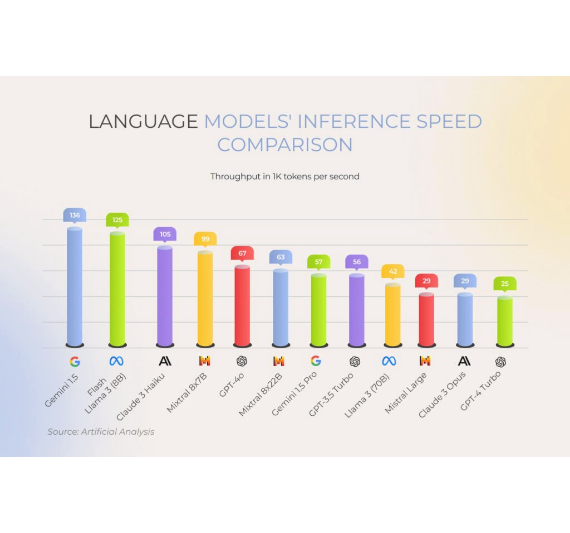 LANGUAGE MODELS' INFERENCE SPEED
COMPARISON
Throughput in 1K tokens per second
136
125
105
99
67
63
57
56
42
29
29
25
Gemini 1.5
Flash
Llama 3 (8B)
Claude 3 Haiku
Mixtral 8x7B
GPT-4o
Mixtral 8x22B
Gemini 1.5 Pro
GPT-3.5 Turbo
Llama 3 (70B)
Mistral Large
Claude 3 Opus
GPT-4 Turbo
Source: Artificial Analysis